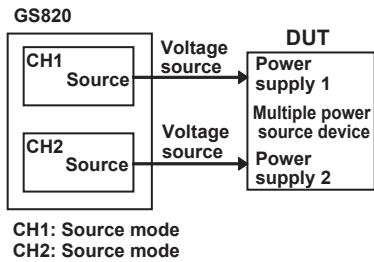 GS820
CH1
Source
Voltage
source
DUT
Power
supply 1
Multiple power
source device
CH2
Source
Voltage
source
Power
supply 2
CH1: Source mode
CH2: Source mode